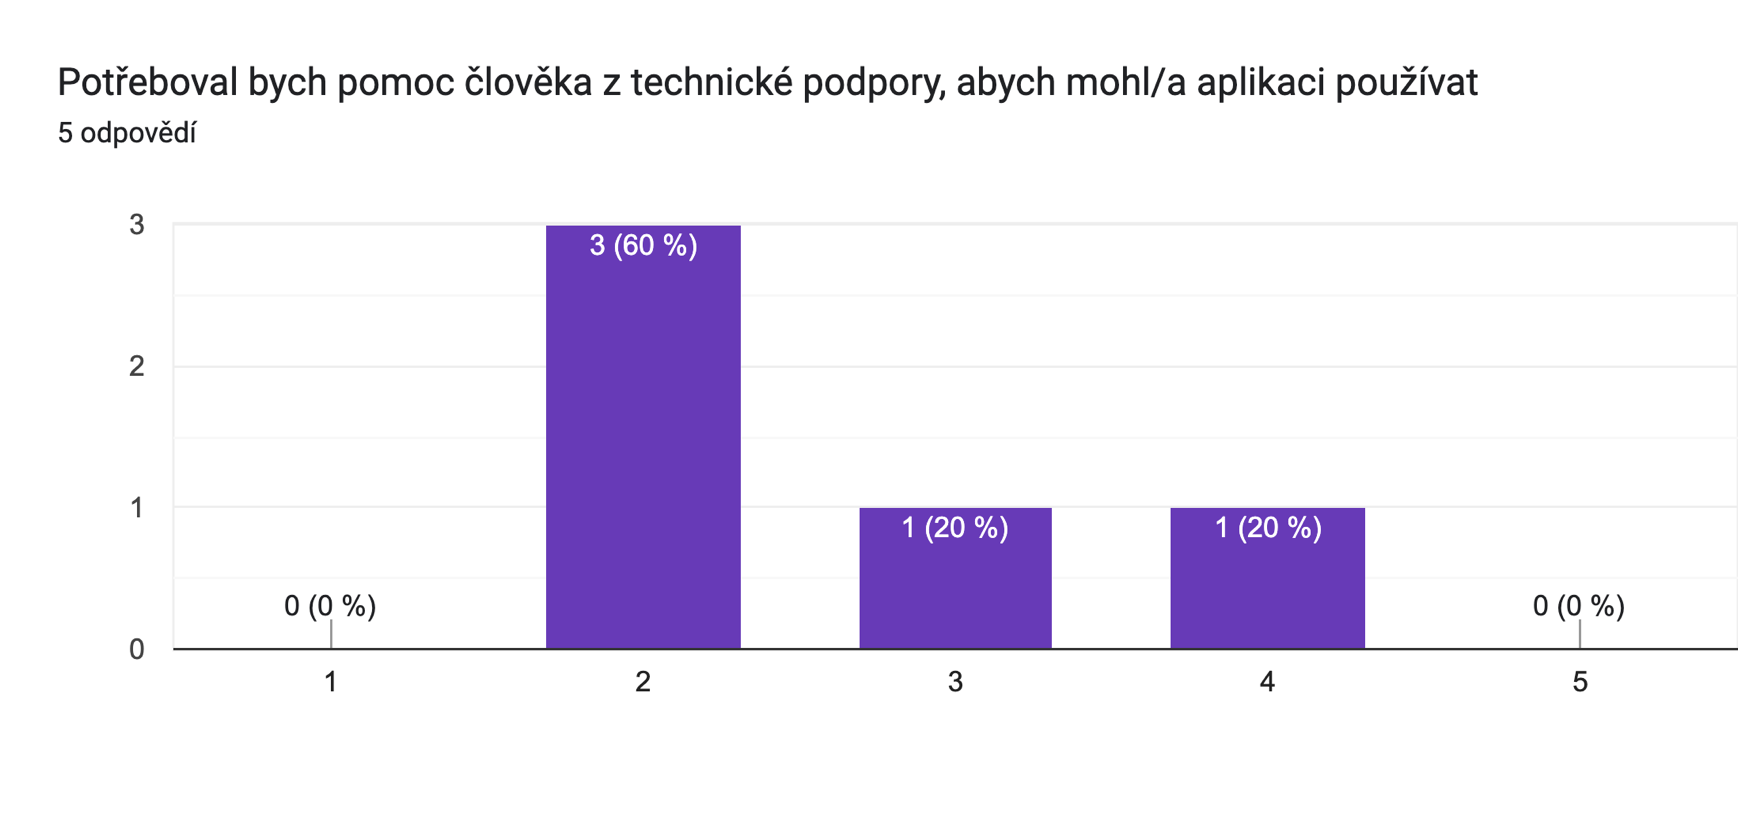 Potřeboval bych pomoc člověka z technické podpory, abych mohl/a aplikaci používat
5 odpovědí
3
2
1
0
0 (0 %)
3 (60 %)
1 (20 %)
1 (20 %)
0 (0 %)
1
2
3
4
5